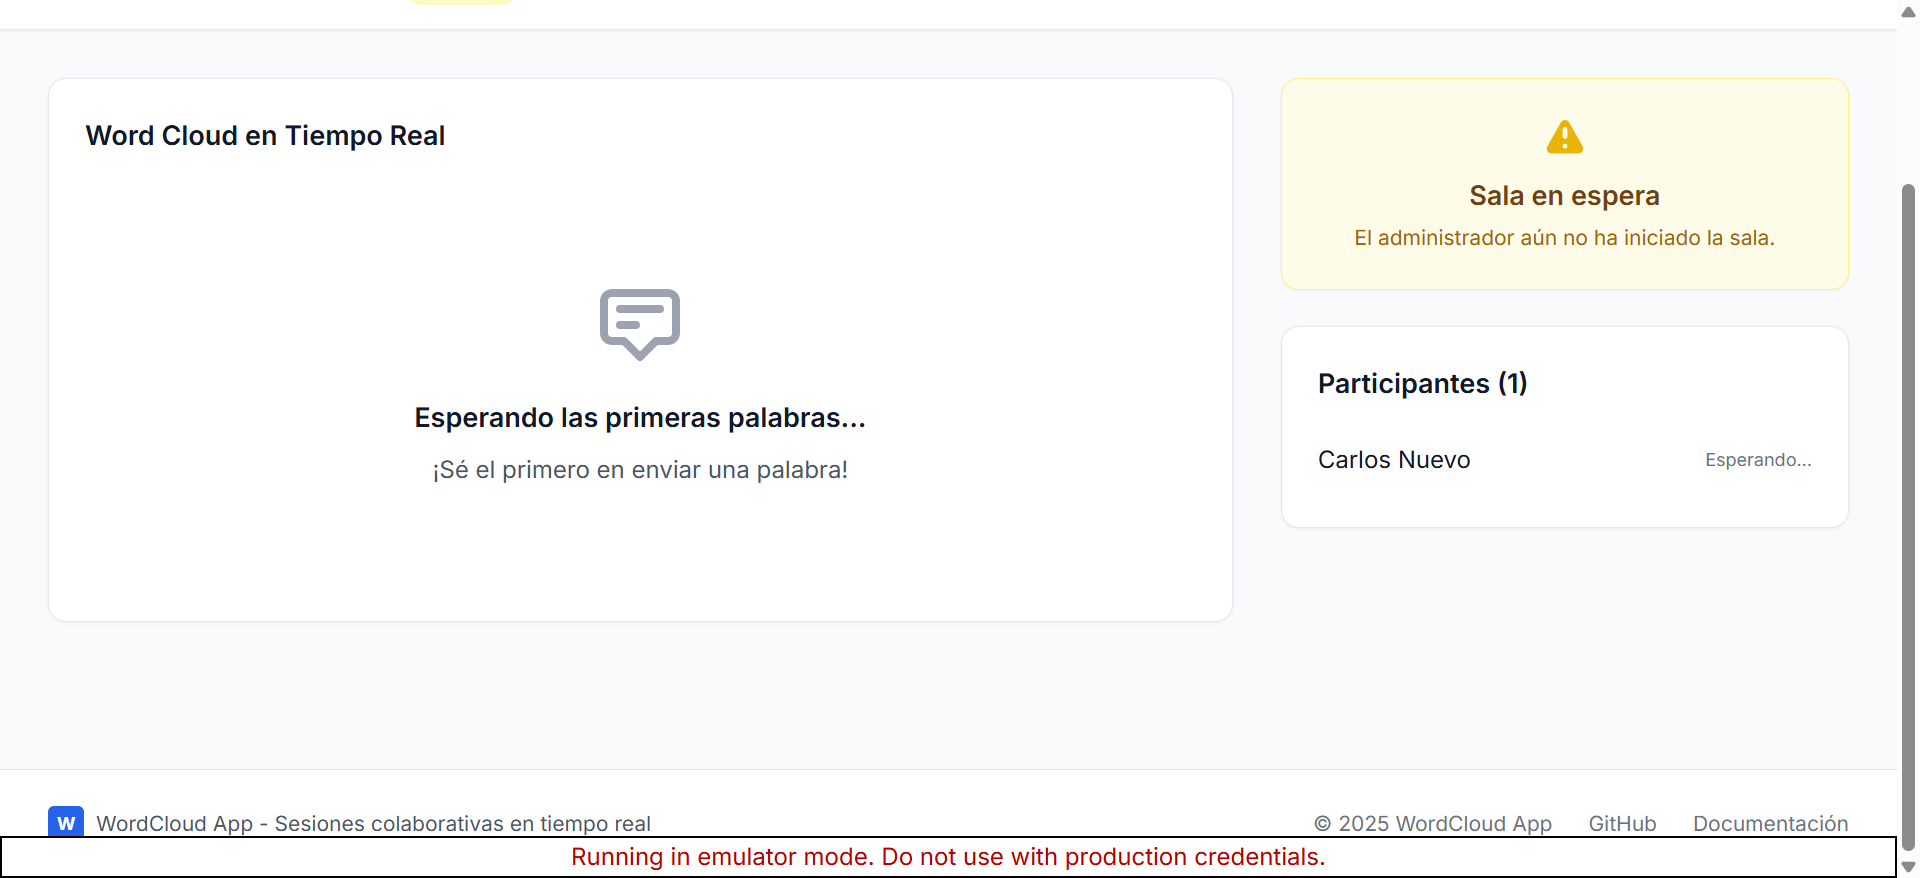 Word Cloud en Tiempo Real
Esperando las primeras palabras...
¡Sé el primero en enviar una palabra!
Sala en espera
El administrador aún no ha iniciado la sala.
Participantes (1)
Carlos Nuevo
Esperando...
W WordCloud App - Sesiones colaborativas en tiempo real
© 2025 WordCloud App GitHub Documentación
Running in emulator mode. Do not use with production credentials.